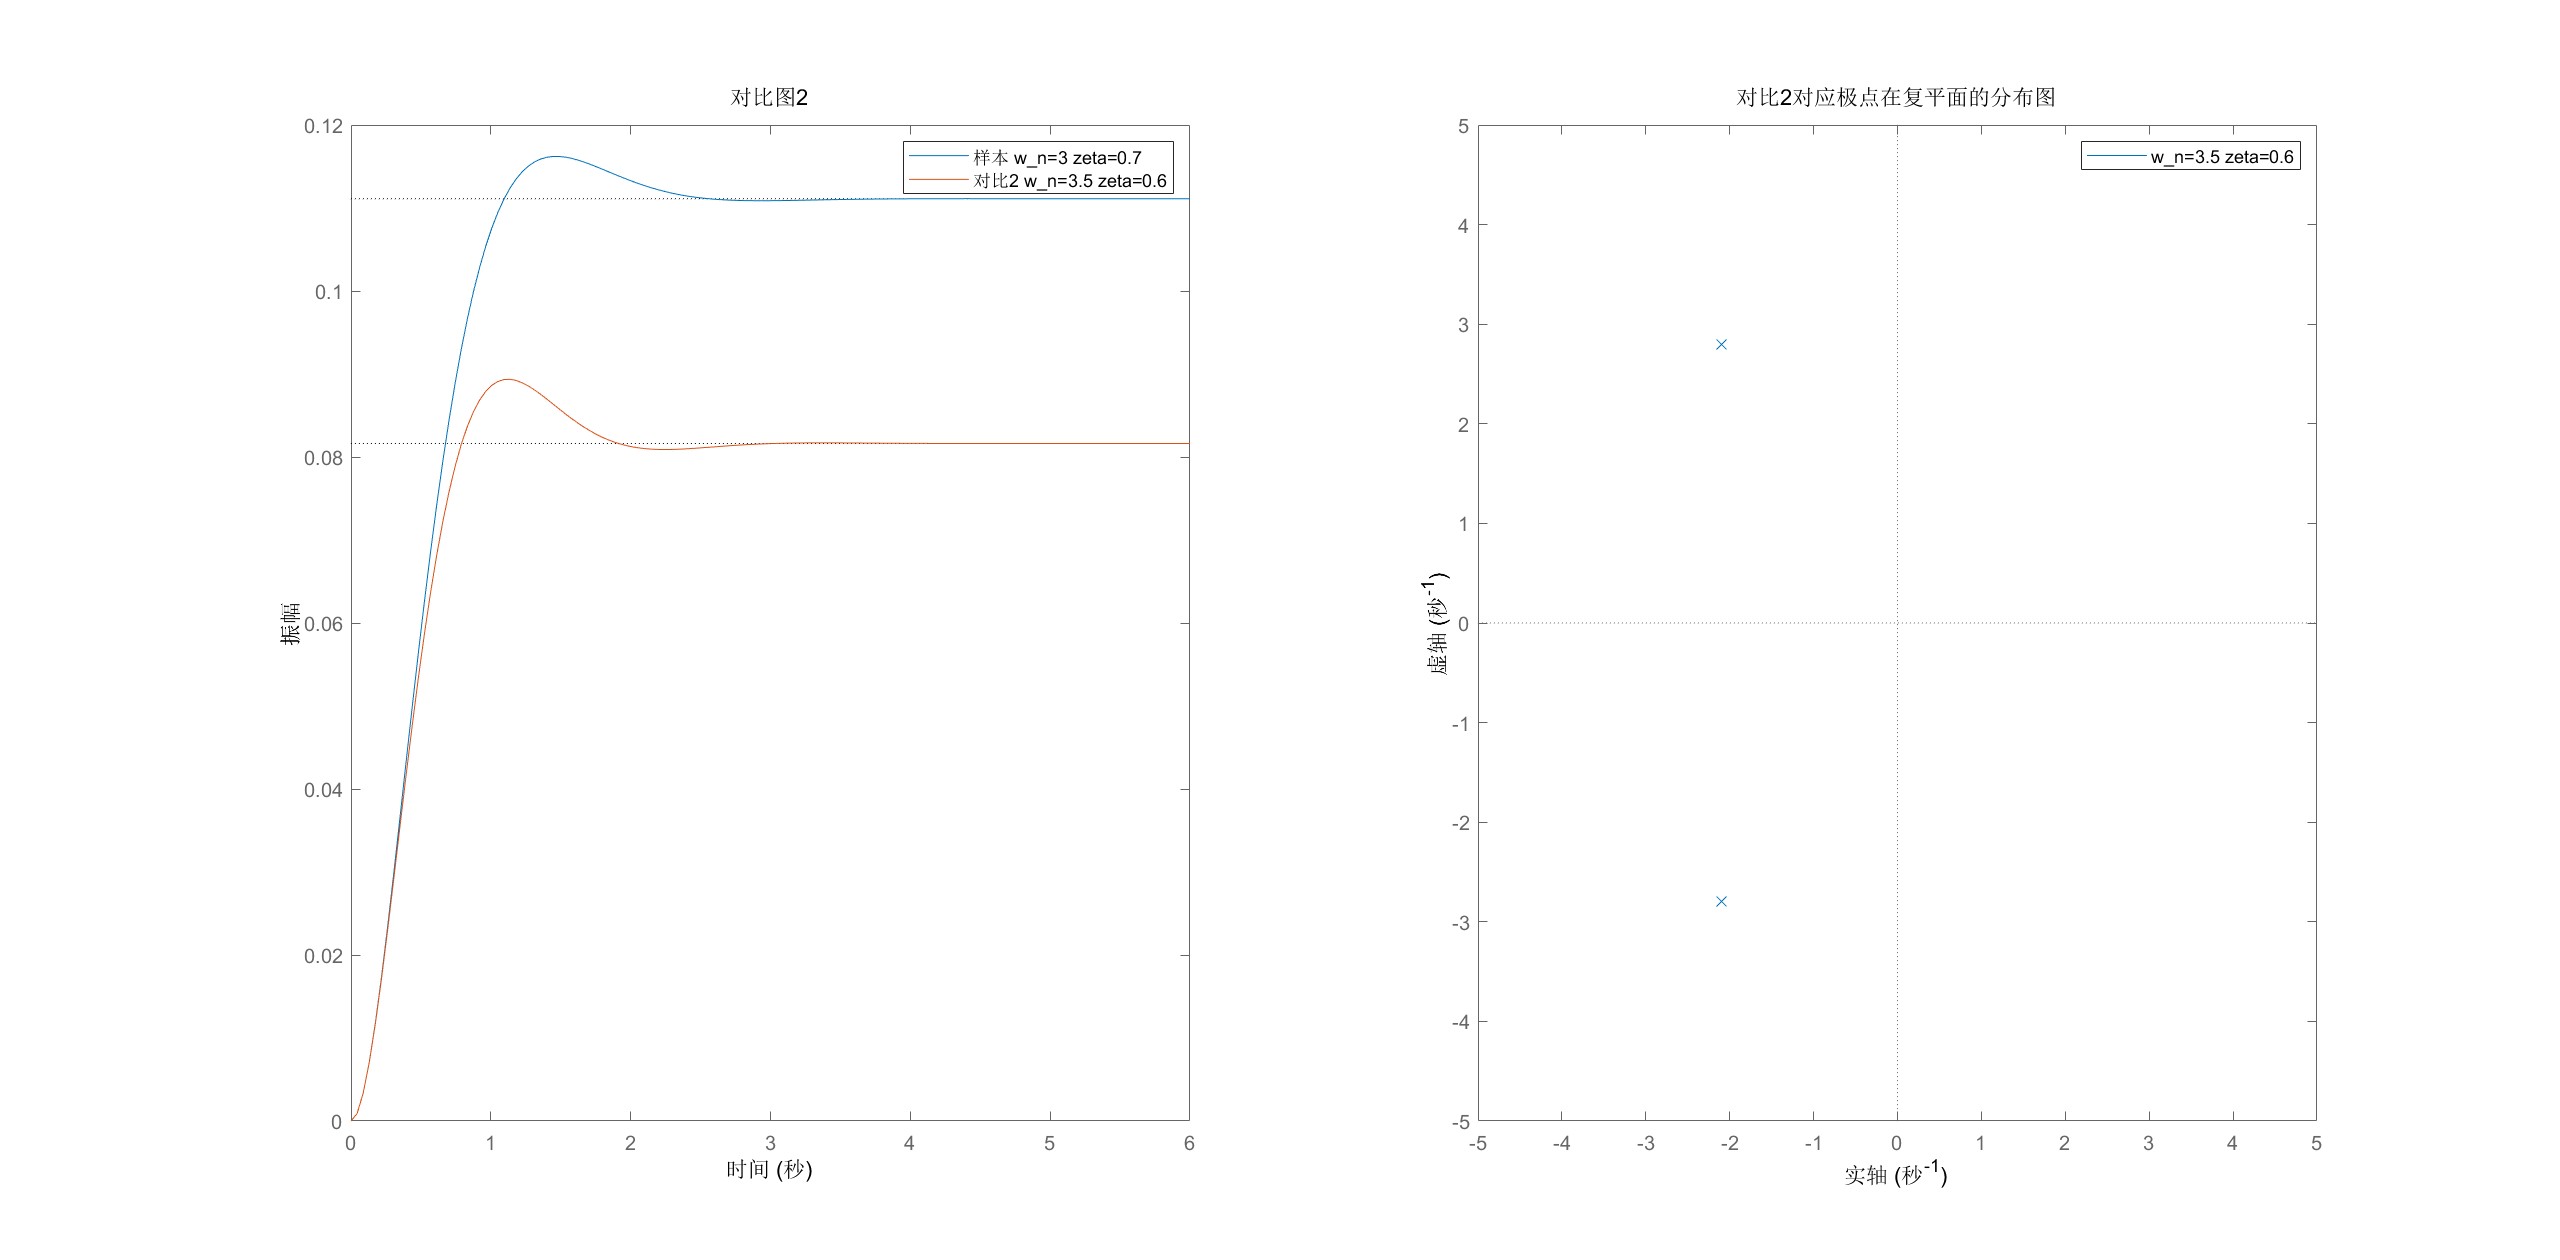 对比图2
0.12
0.1
0.08
0.06
0.04
0.02
0
振幅
0 1 2 3 4 5 6
时间 (秒)
样本 w_n=3 zeta=0.7
对比2 w_n=3.5 zeta=0.6
对比2对应极点在复平面的分布图
5
4
3
2
1
0
-1
-2
-3
-4
-5
虚轴 (秒-1)
-5 -4 -3 -2 -1 0 1 2 3 4 5
实轴 (秒-1)
w_n=3.5 zeta=0.6